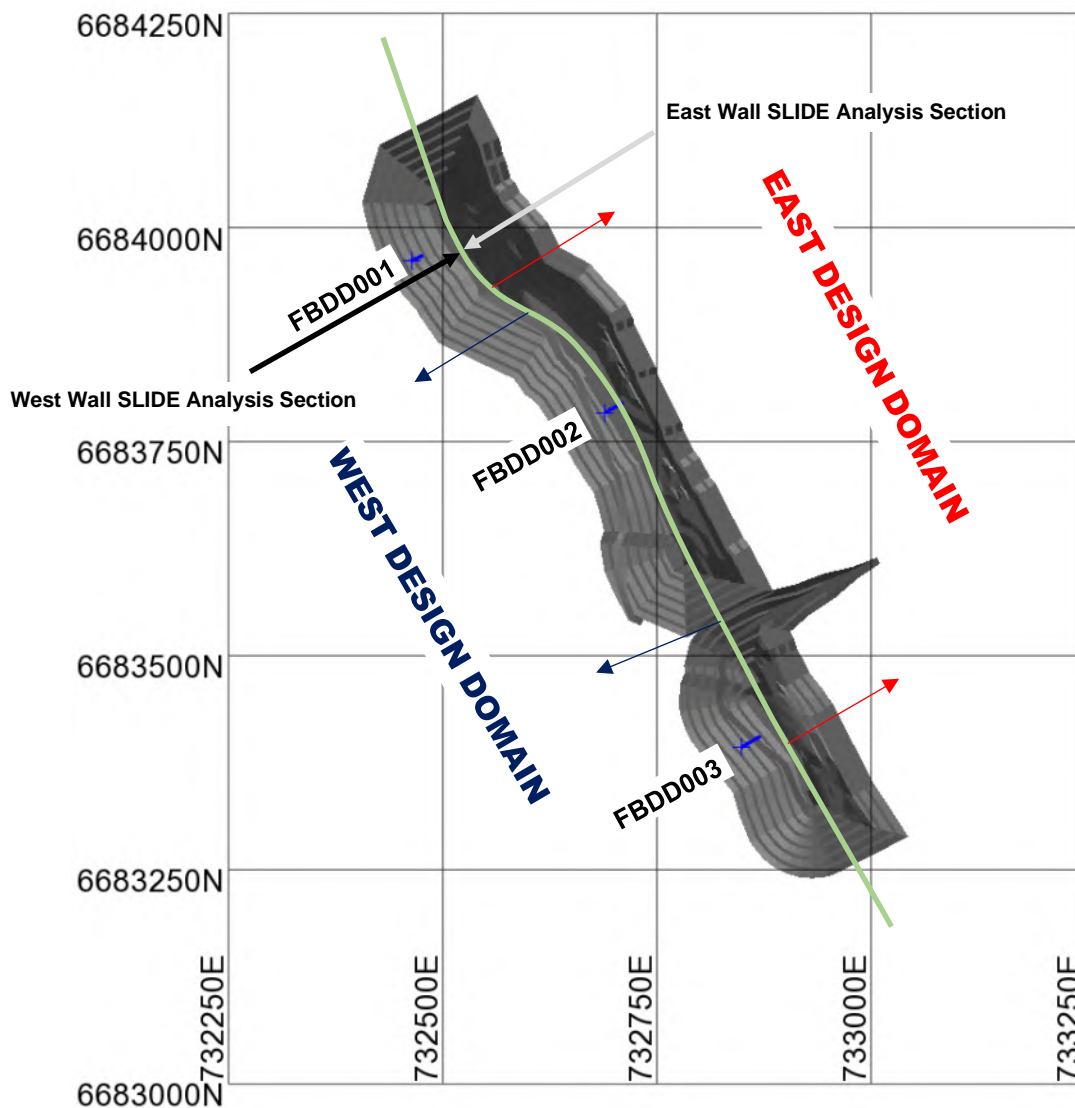 6684250N
East Wall SLIDE Analysis Section
EAST DESIGN DOMAIN
6684000N
FBDD001
West Wall SLIDE Analysis Section
6683750N
FBDD002
WEST DESIGN DOMAIN
6683500N
FBDD003
6683250N
732250E
732500E
732750E
733000E
733250E
6683000N